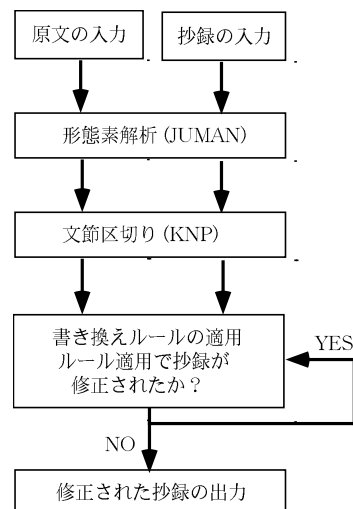 原文の入力
抄録の入力
形態素解析(JUMAN)
文節区切り(KNP)
書き換えルールの適用
ルール適用で抄録が
修正されたか？
YES
NO
修正された抄録の出力